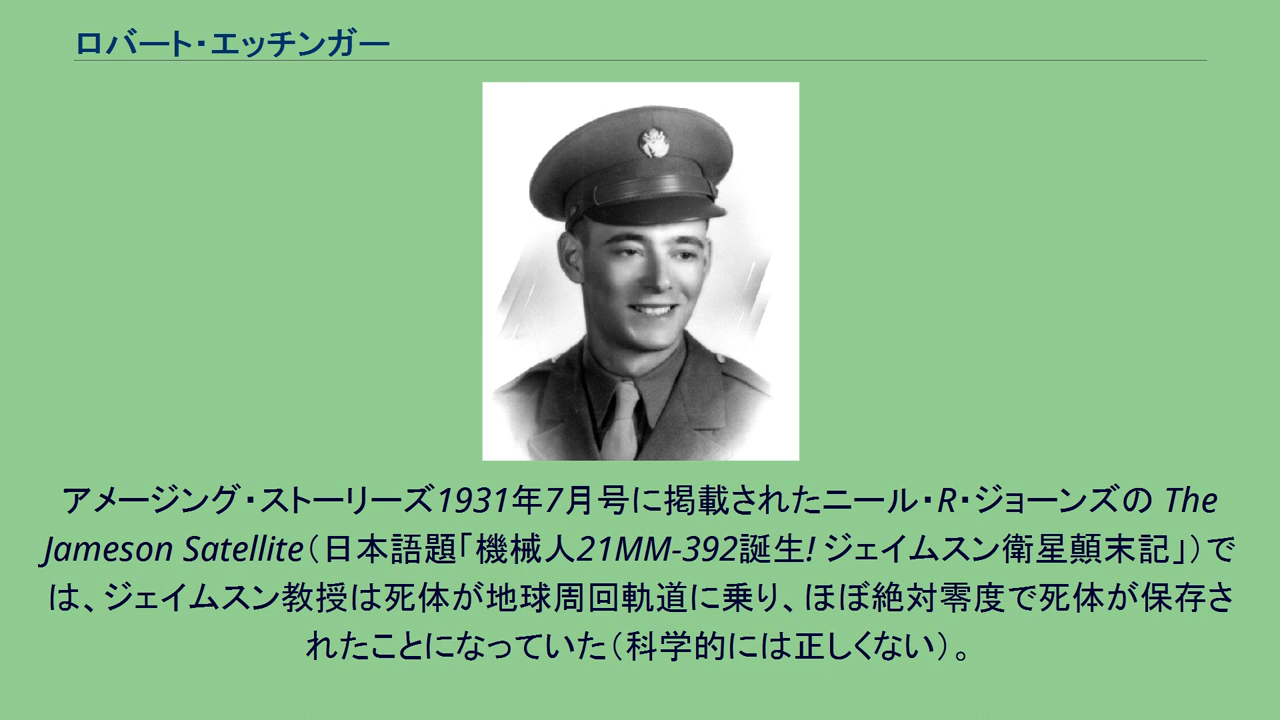 ロバート・エッチンガー
アメージング・ストーリーズ1931年7月号に掲載されたニール・R・ジョーンズの The
Jameson Satellite（日本語題「機械人21MM-392誕生! ジェイムスン衛星顛末記」）で
は、ジェイムスン教授は死体が地球周回軌道に乗り、ほぼ絶対零度で死体が保存さ
れたことになっていた（科学的には正しくない）。